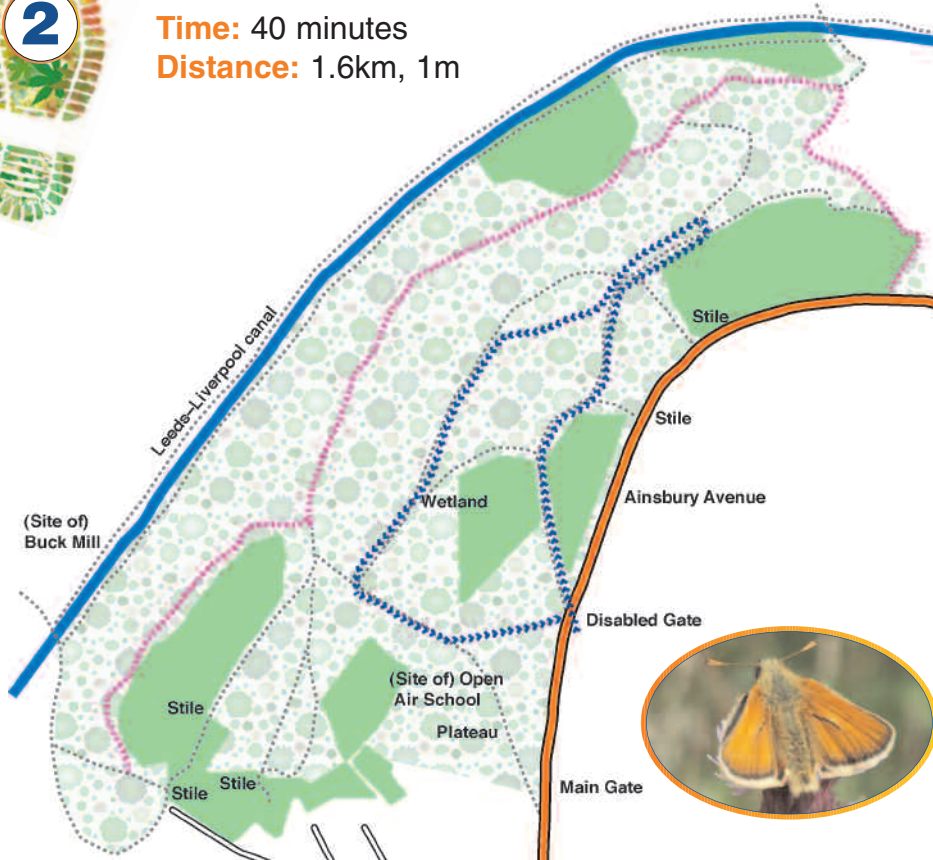 2
Time: 40 minutes
Distance: 1.6km, 1m
Leeds–Liverpool canal
Stile
Stile
Ainsbury Avenue
Wetland
(Site of)
Buck Mill
Disabled Gate
(Site of) Open
Air School
Plateau
Stile
Stile
Stile
Main Gate